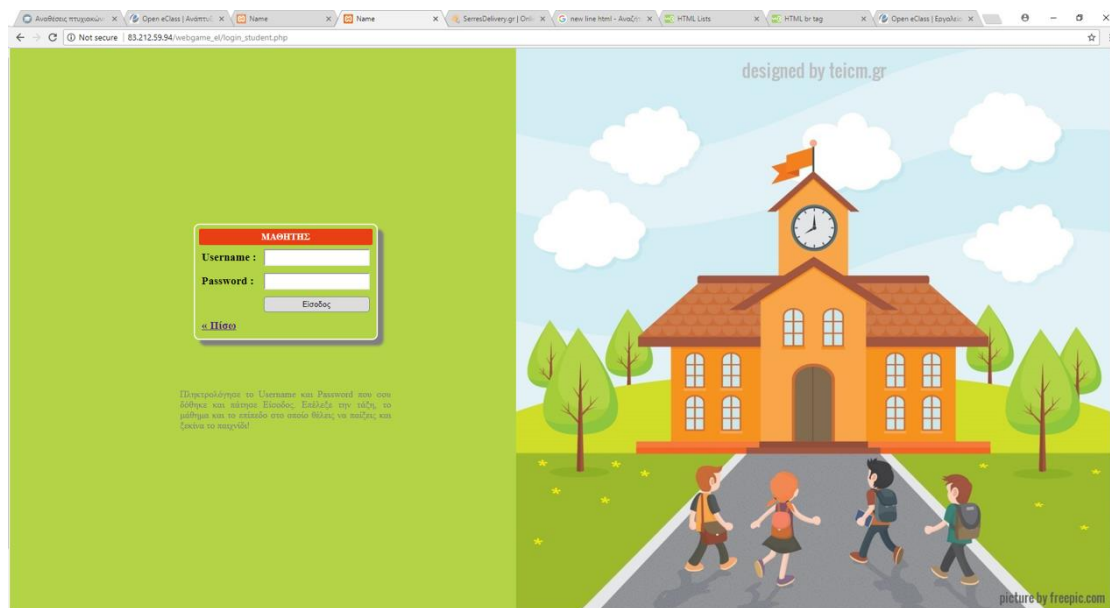 Αναθέσεις πτυχιακών
Open eClass | Ανάπτυξ
Name
Name
SerresDelivery.gr | Onli
new line html - Αναζήτ
HTML Lists
HTML br tag
Open eClass | Εργαλεία
Not secure | 83.212.59.94/webgame_el/login_student.php
designed by teicm.gr
ΜΑΘΗΤΗΣ
Username :
Password :
Είσοδος
« Πίσω
Πληκτρολόγησε το Username και Password που σου
δόθηκε και πάτησε Είσοδος. Επέλεξε την τάξη, το
μάθημα και το επίπεδο στο οποίο θέλεις να παίξεις και
ξεκίνα το παιχνίδι!
picture by freepic.com